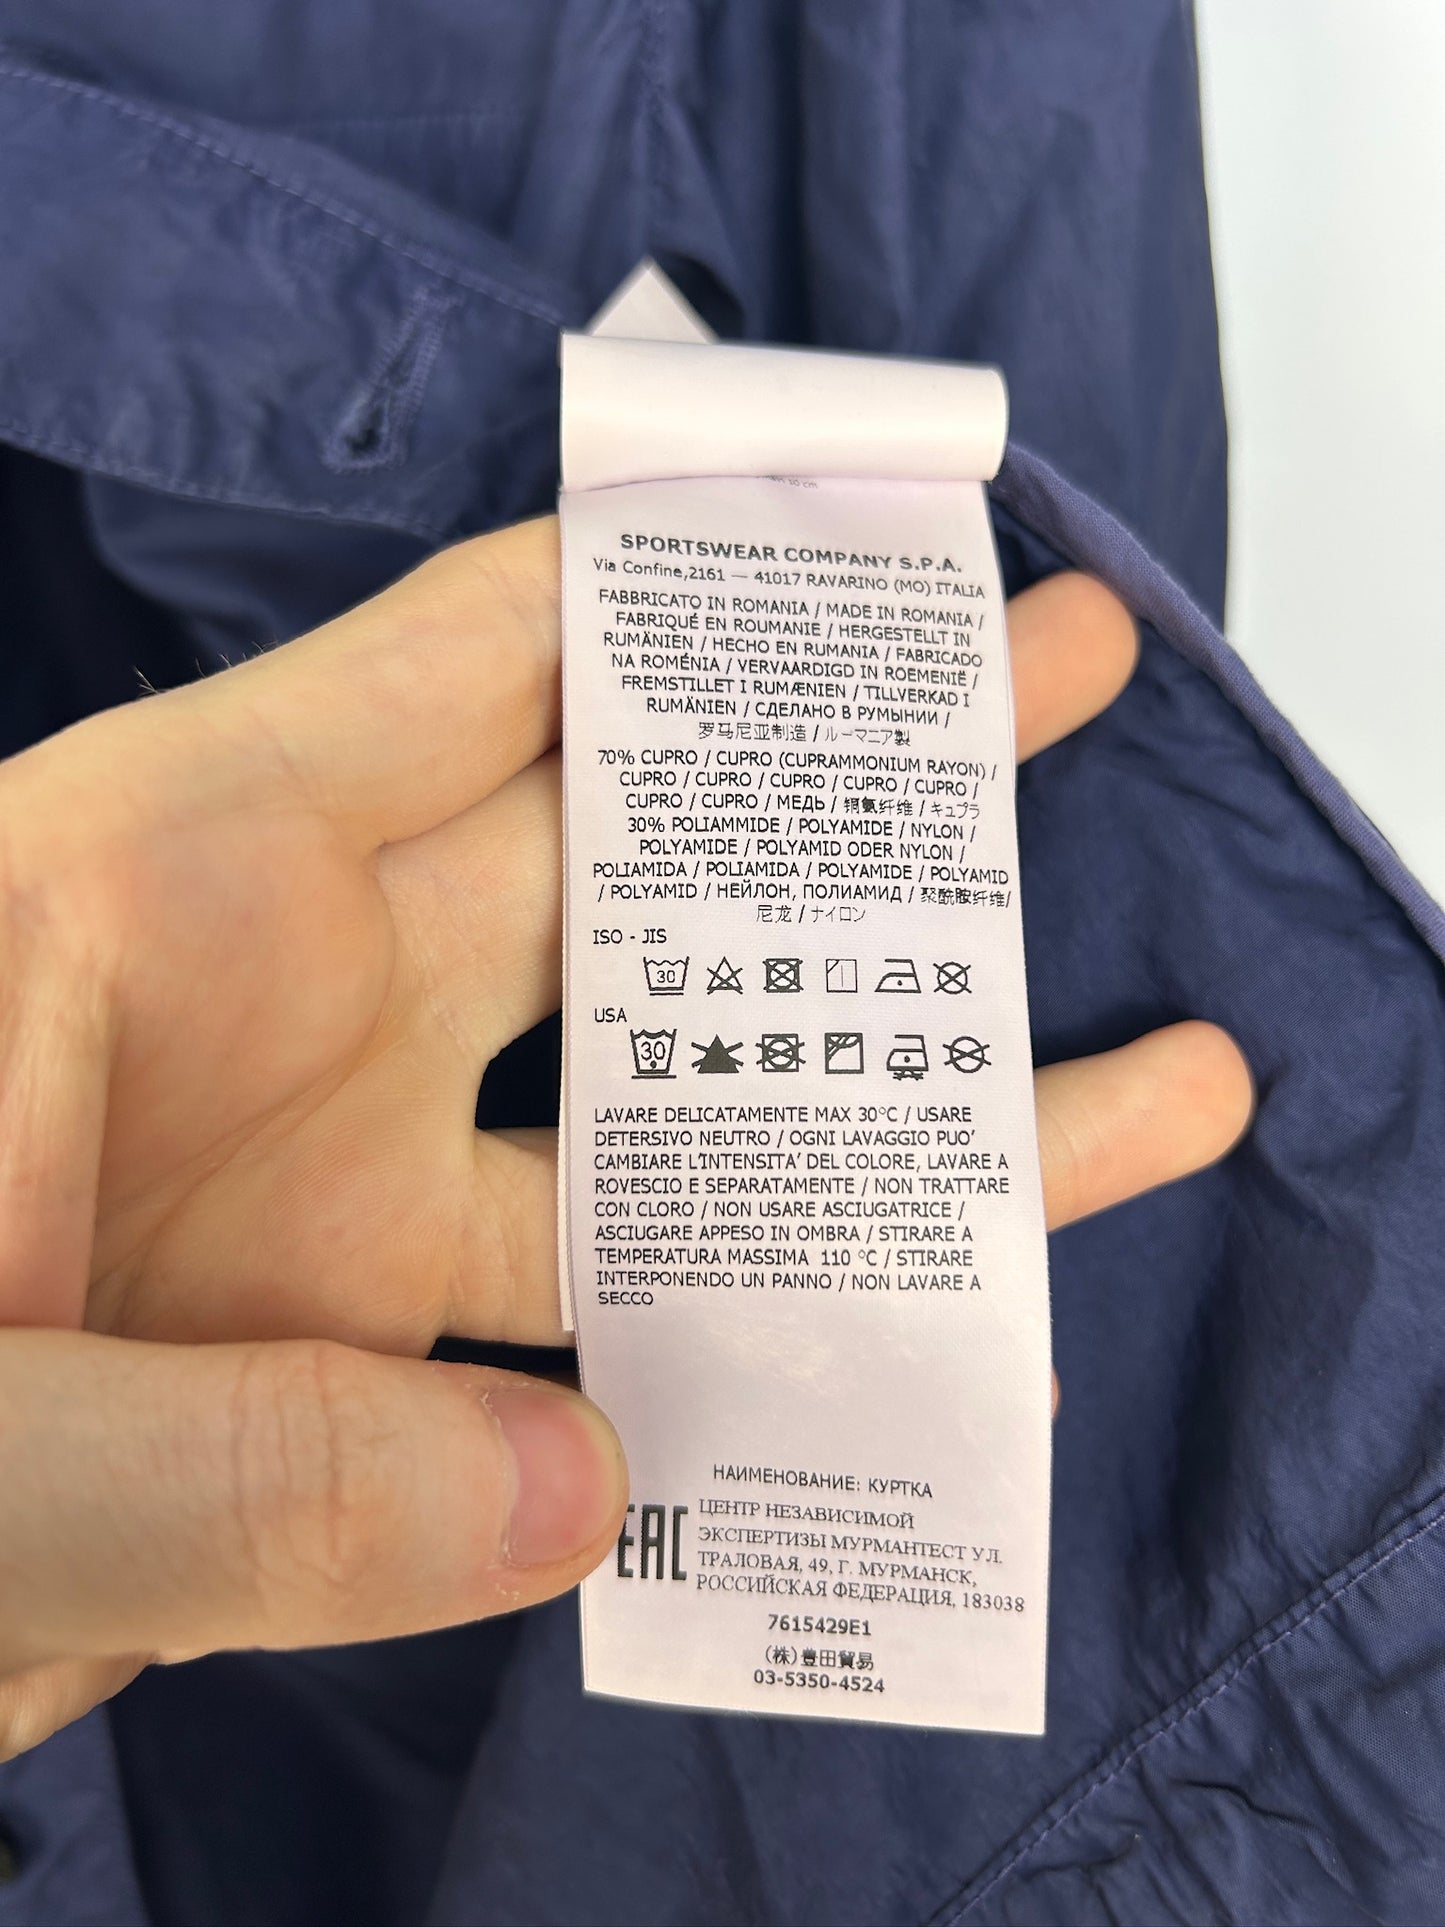 10 cm
SPORTSWEAR COMPANY S.P.A.
Via Confine,2161 — 41017 RAVARINO (MO) ITALIA
FABBRICATO IN ROMANIA / MADE IN ROMANIA /
FABRIQUÉ EN ROUMANIE / HERGESTELLT IN
RUMÄNIEN / HECHO EN RUMANIA / FABRICADO
NA ROMÉNIA / VERVAARDIGD IN ROEMENIË /
FREMSTILLET I RUMÆNIEN / TILLVERKAD I
RUMÄNIEN / СДЕЛАНО В РУМЫНИИ /
罗马尼亚制造 / ルーマニア製
70% CUPRO / CUPRO (CUPRAMMONIUM RAYON) /
CUPRO / CUPRO / CUPRO / CUPRO / CUPRO /
CUPRO / CUPRO / МЕДЬ / 铜氨纤维 / キュプラ
30% POLIAMMIDE / POLYAMIDE / NYLON /
POLYAMIDE / POLYAMID ODER NYLON /
POLIAMIDA / POLIAMIDA / POLYAMIDE / POLYAMID
/ POLYAMID / НЕЙЛОН, ПОЛИАМИД / 聚酰胺纤维/
尼龙 / ナイロン
ISO - JIS
30
USA
30
LAVARE DELICATAMENTE MAX 30°C / USARE
DETERSIVO NEUTRO / OGNI LAVAGGIO PUO'
CAMBIARE L'INTENSITA' DEL COLORE, LAVARE A
ROVESCIO E SEPARATAMENTE / NON TRATTARE
CON CLORO / NON USARE ASCIUGATRICE /
ASCIUGARE APPESO IN OMBRA / STIRARE A
TEMPERATURA MASSIMA 110 °C / STIRARE
INTERPONENDO UN PANNO / NON LAVARE A
SECCO
НАИМЕНОВАНИЕ: КУРТКА
EAC
ЦЕНТР НЕЗАВИСИМОЙ
ЭКСПЕРТИЗЫ МУРМАНТЕСТ УЛ.
ТРАЛОВАЯ, 49, Г. МУРМАНСК,
РОССИЙСКАЯ ФЕДЕРАЦИЯ, 183038
7615429E1
(株)豊田貿易
03-5350-4524